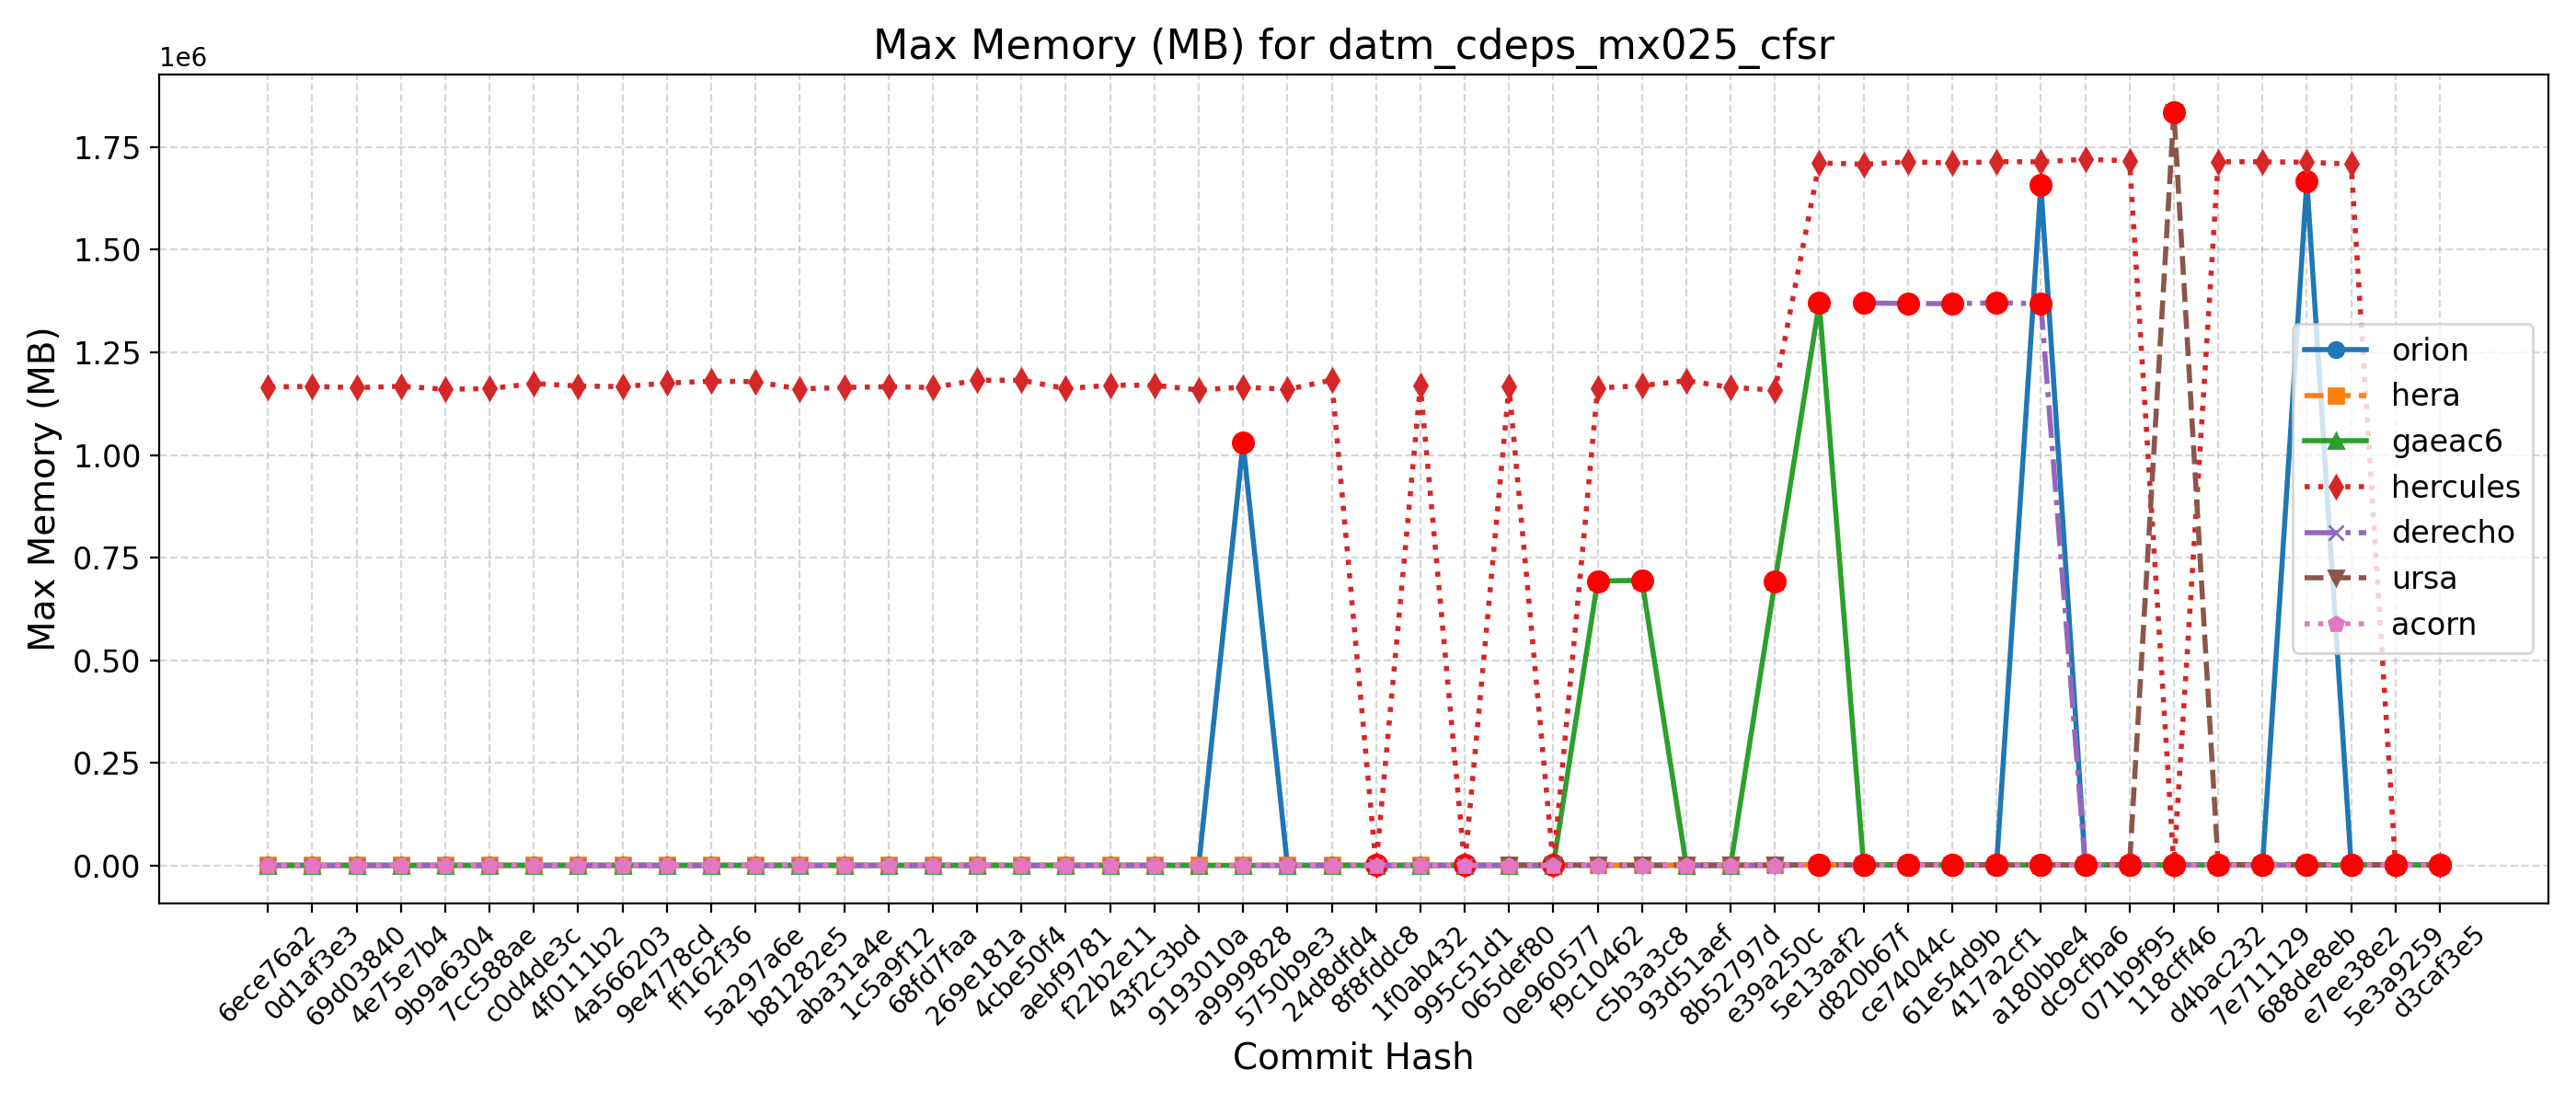 Max Memory (MB) for datm_cdeps_mx025_cfsr
1e6
1.75
1.50
1.25
1.00
0.75
0.50
0.25
0.00
Max Memory (MB)
orion
hera
gaeac6
hercules
derecho
ursa
acorn
6ece76a2
0d1af3e3
69d03840
4e75e7b4
9b9a6304
7cc588ae
c0d4de3c
4f0111b2
4a566203
9e4778cd
ff162f36
5a297a6e
b81282e5
aba31a4e
1c5a9f12
68fd7faa
269e181a
4cbe50f4
aebf9781
f22b2e11
43f2c3bd
9193010a
a9999828
5750b9e3
24d8dfd4
8f8fddc8
1f0ab432
995c51d1
065def80
0e960577
f9c10462
c5b3a3c8
93d51aef
8b52797d
e39a250c
5e13aaf2
d820b67f
ce74044c
61e54d9b
417a2cf1
a180bbe4
dc9cfba6
071b9f95
118cff46
d4bac232
7e711129
688de8eb
e7ee38e2
5e3a9259
d3caf3e5
Commit Hash